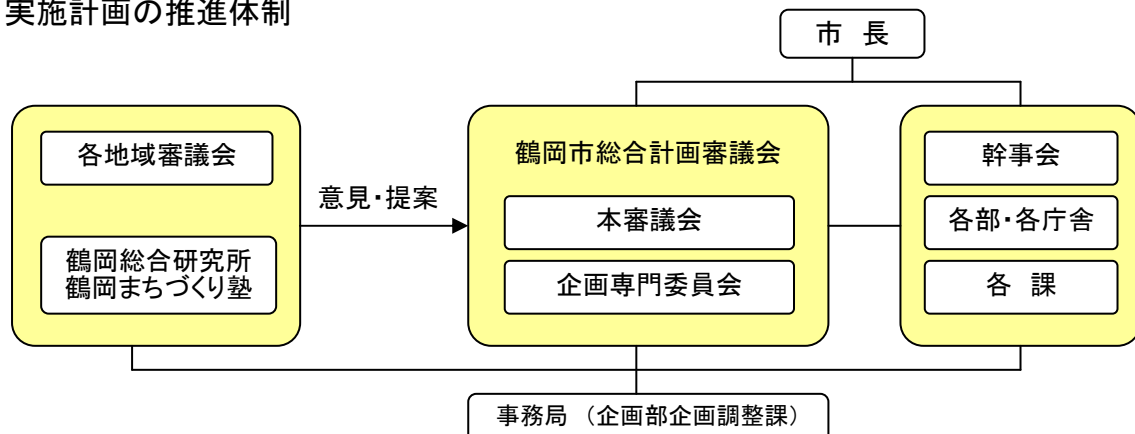 実施計画の推進体制
市 長
各地域審議会
鶴岡総合研究所
鶴岡まちづくり塾
意見・提案
鶴岡市総合計画審議会
本審議会
企画専門委員会
幹事会
各部・各庁舎
各 課
事務局 (企画部企画調整課)